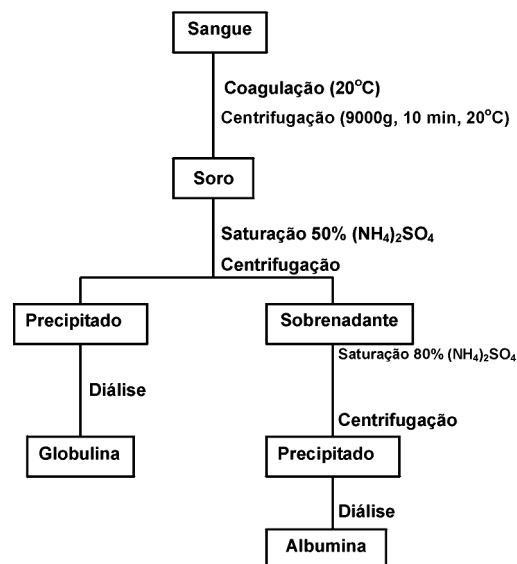 Sangue
Coagulação (20°C)
Centrifugação (9000g, 10 min, 20°C)
Soro
Saturação 50% (NH₄)₂SO₄
Centrifugação
Precipitado
Sobrenadante
Saturação 80% (NH₄)₂SO₄
Diálise
Centrifugação
Globulina
Precipitado
Diálise
Albumina